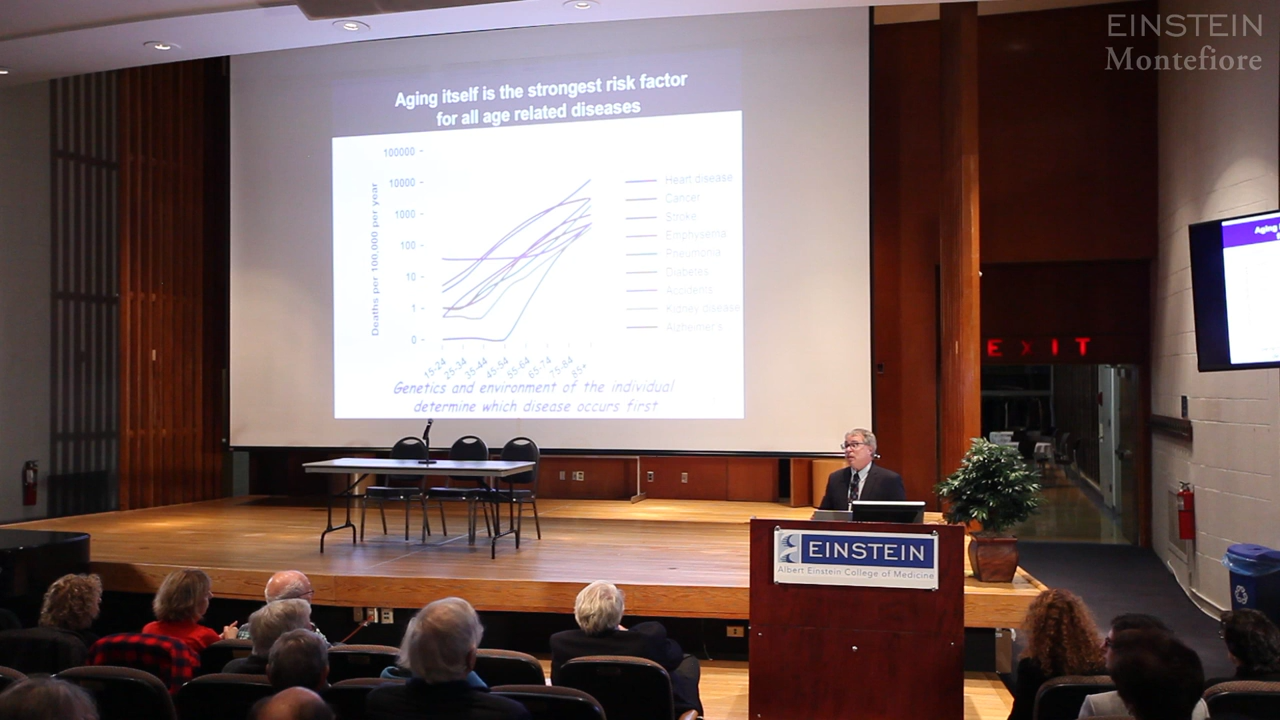 EINSTEIN
Montefiore
Aging itself is the strongest risk factor
for all age related diseases
Deaths per 100,000 per year
100000
10000
1000
100
10
1
0
15-24
25-34
35-44
45-54
55-64
65-74
75-84
85+
Heart disease
Cancer
Stroke
Emphysema
Pneumonia
Diabetes
Accidents
Kidney disease
Alzheimer's
Genetics and environment of the individual
determine which disease occurs first
Aging
EXIT
EINSTEIN
Albert Einstein College of Medicine